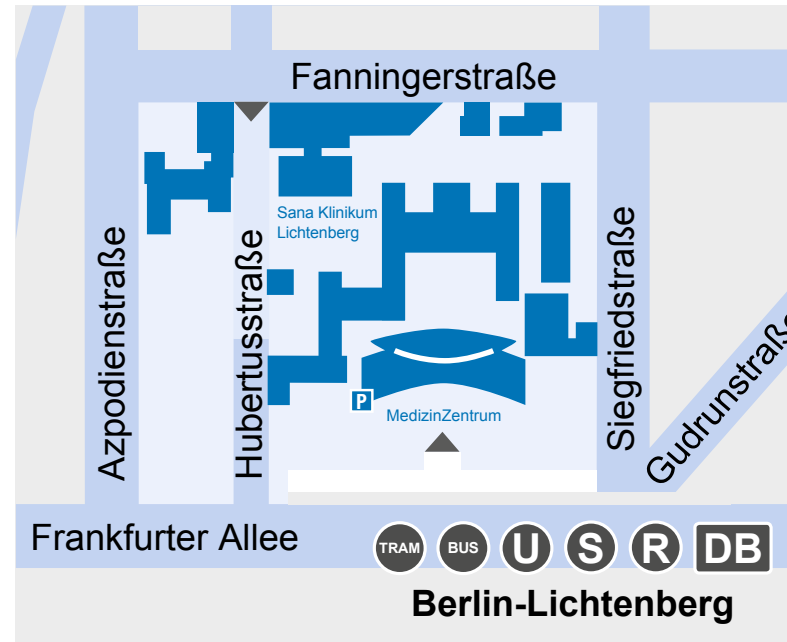 Fanningerstraße
Sana Klinikum
Lichtenberg
Azpodienstraße
Hubertusstraße
Siegfriedstraße
Gudrunstraße
P
MedizinZentrum
Frankfurter Allee
TRAM BUS U S R DB
Berlin-Lichtenberg